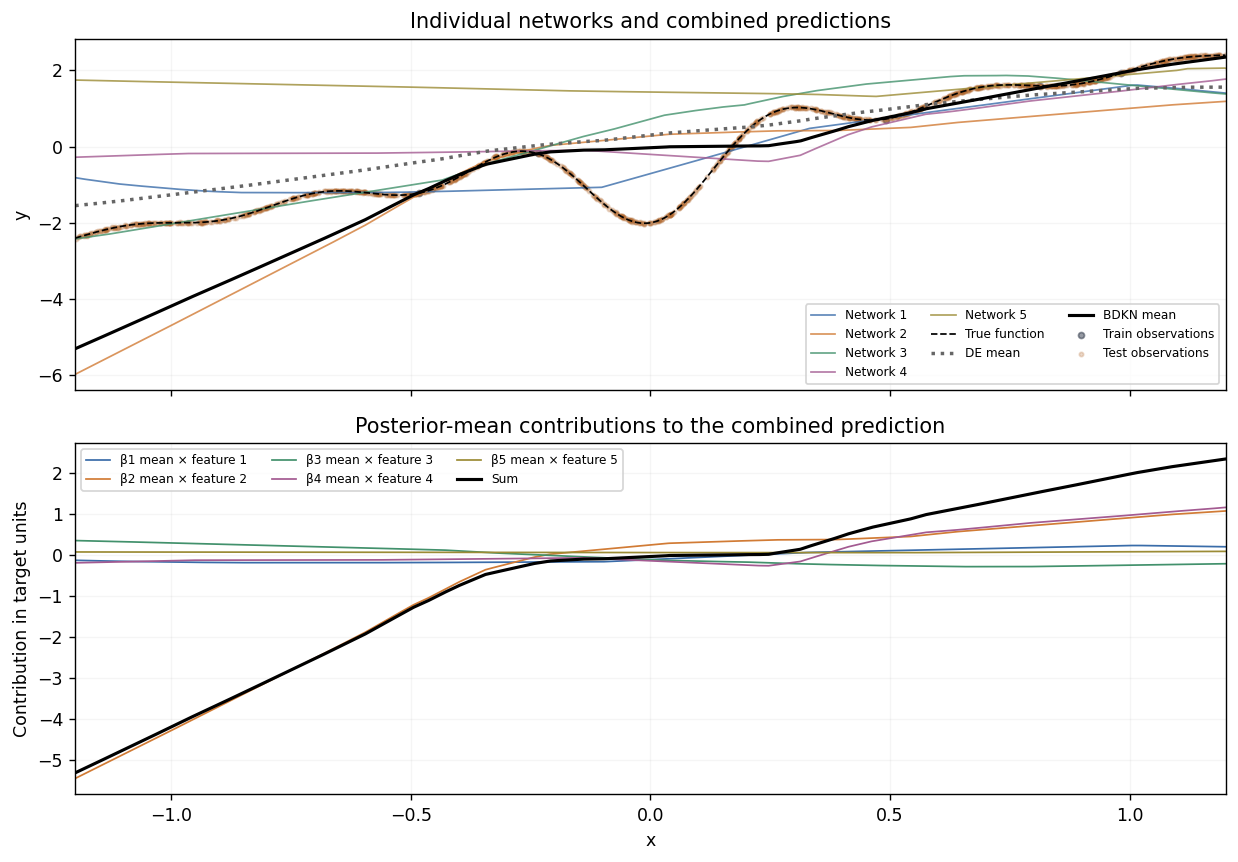 Individual networks and combined predictions
y
2
0
−2
−4
−6
Network 1
Network 2
Network 3
Network 4
Network 5
True function
DE mean
BDKN mean
Train observations
Test observations
Posterior-mean contributions to the combined prediction
Contribution in target units
2
1
0
−1
−2
−3
−4
−5
β1 mean × feature 1
β2 mean × feature 2
β3 mean × feature 3
β4 mean × feature 4
β5 mean × feature 5
Sum
−1.0
−0.5
0.0
0.5
1.0
x